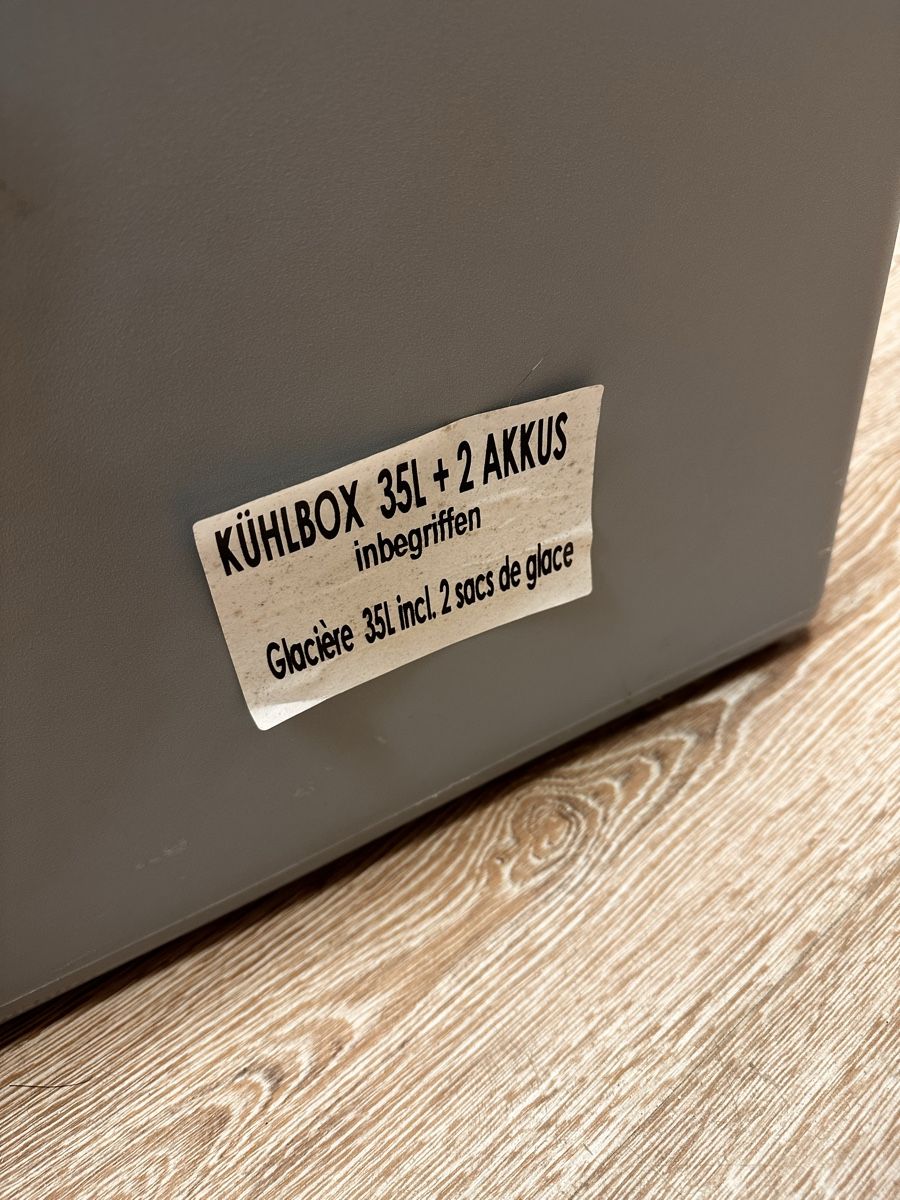 KÜHLBOX 35L + 2 AKKUS
inbegriffen
Glacière 35L incl. 2 sacs de glace